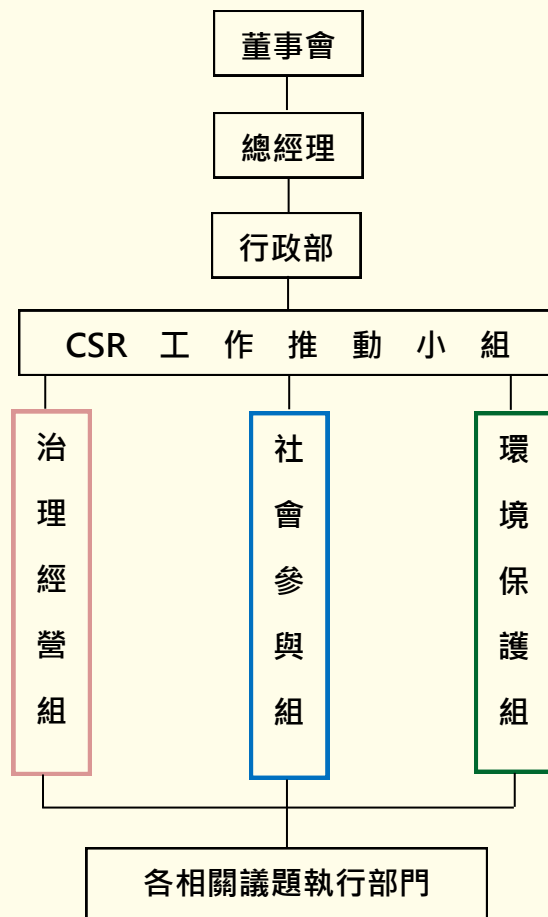 董事會
總經理
行政部
CSR 工作推動小組
治理經營組
社會參與組
環境保護組
各相關議題執行部門